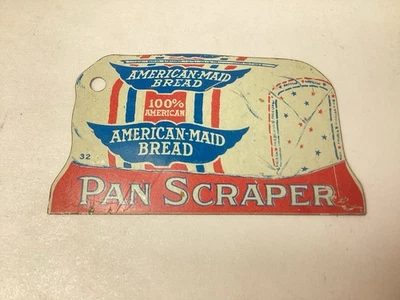 AMERICAN-MAID
BREAD
100%
AMERICAN
AMERICAN-MAID
BREAD
32
PAN SCRAPER